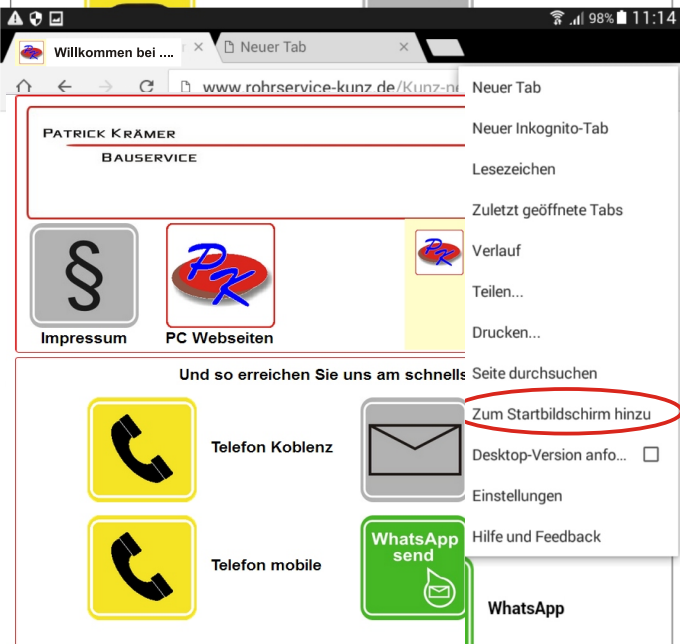 98% 11:14
Willkommen bei ....
Neuer Tab
www.rohrservice-kunz.de/Kunz-n
Neuer Tab
Neuer Inkognito-Tab
Lesezeichen
Zuletzt geöffnete Tabs
Verlauf
Teilen...
Drucken...
Seite durchsuchen
Zum Startbildschirm hinzu
Desktop-Version anfo...
Einstellungen
Hilfe und Feedback
PATRICK KRÄMER
BAUSERVICE
§
PK
PK
Impressum
PC Webseiten
Und so erreichen Sie uns am schnells
Telefon Koblenz
Telefon mobile
WhatsApp
send
WhatsApp